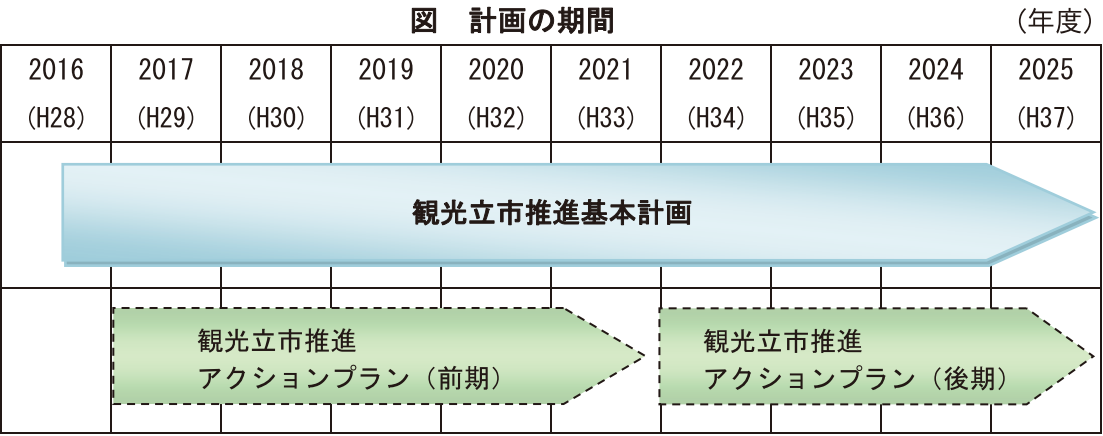 図　計画の期間
（年度）
2016 2017 2018 2019 2020 2021 2022 2023 2024 2025
(H28) (H29) (H30) (H31) (H32) (H33) (H34) (H35) (H36) (H37)
観光立市推進基本計画
観光立市推進
アクションプラン（前期）
観光立市推進
アクションプラン（後期）